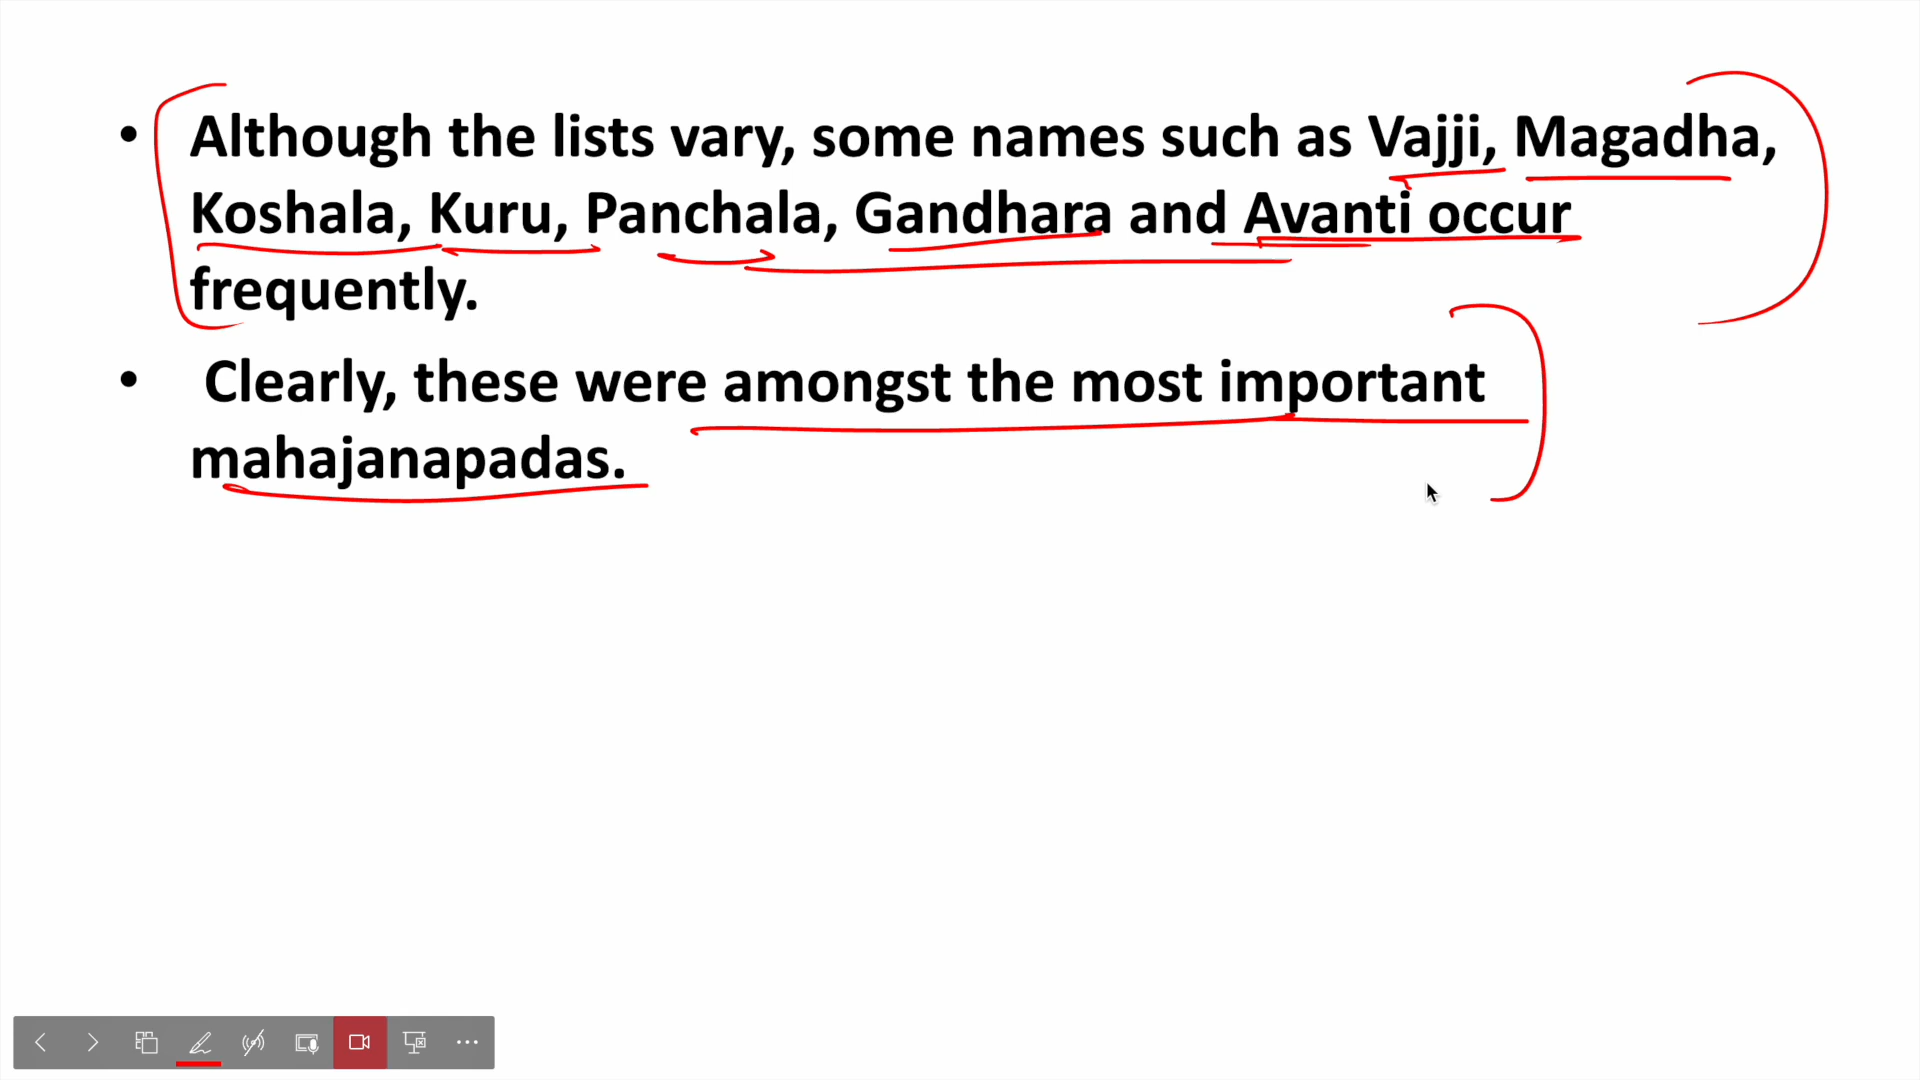 • Although the lists vary, some names such as Vajji, Magadha,
Koshala, Kuru, Panchala, Gandhara and Avanti occur
frequently.
• Clearly, these were amongst the most important
mahajanapadas.